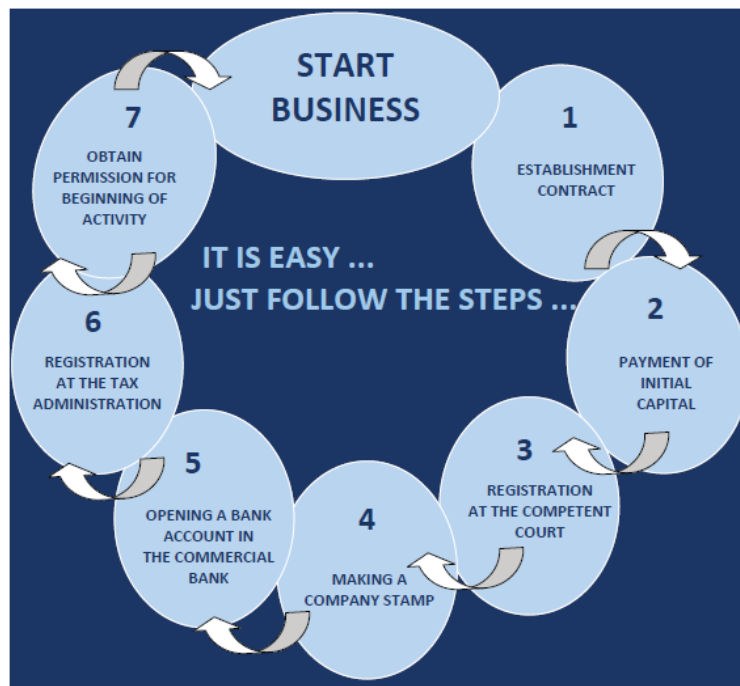 START
BUSINESS
1
ESTABLISHMENT
CONTRACT
2
PAYMENT OF
INITIAL
CAPITAL
3
REGISTRATION
AT THE COMPETENT
COURT
4
MAKING A
COMPANY STAMP
5
OPENING A BANK
ACCOUNT IN
THE COMMERCIAL
BANK
6
REGISTRATION
AT THE TAX
ADMINISTRATION
7
OBTAIN
PERMISSION FOR
BEGINNING OF
ACTIVITY
IT IS EASY ...
JUST FOLLOW THE STEPS ...